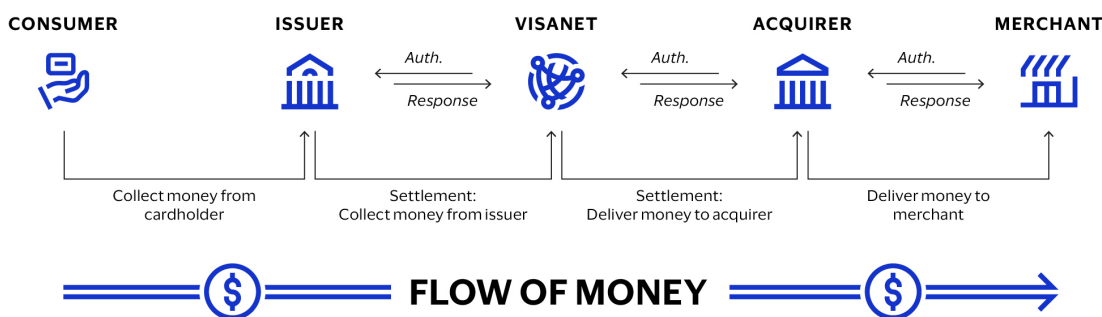 CONSUMER
ISSUER
VISANET
ACQUIRER
MERCHANT
Auth.
Response
Auth.
Response
Auth.
Response
Collect money from
cardholder
Settlement:
Collect money from issuer
Settlement:
Deliver money to acquirer
Deliver money to
merchant
$
FLOW OF MONEY
$